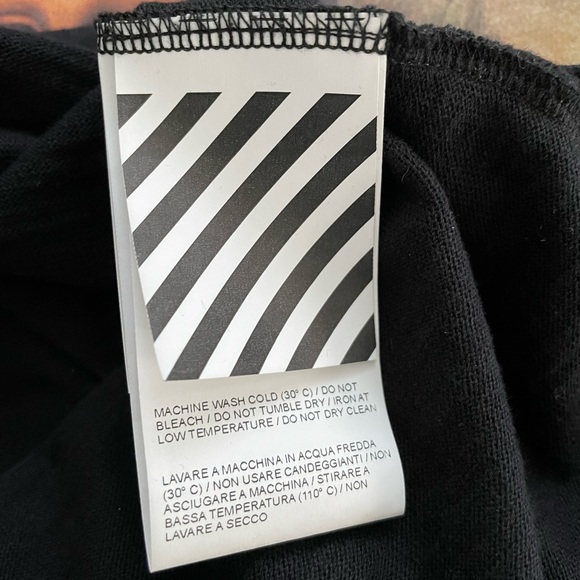 MACHINE WASH COLD (30° C) / DO NOT
BLEACH / DO NOT TUMBLE DRY / IRON AT
LOW TEMPERATURE / DO NOT DRY CLEAN
LAVARE A MACCHINA IN ACQUA FREDDA
(30° C) / NON USARE CANDEGGIANTI / NON
ASCIUGARE A MACCHINA / STIRARE A
BASSA TEMPERATURA (110° C) / NON
LAVARE A SECCO